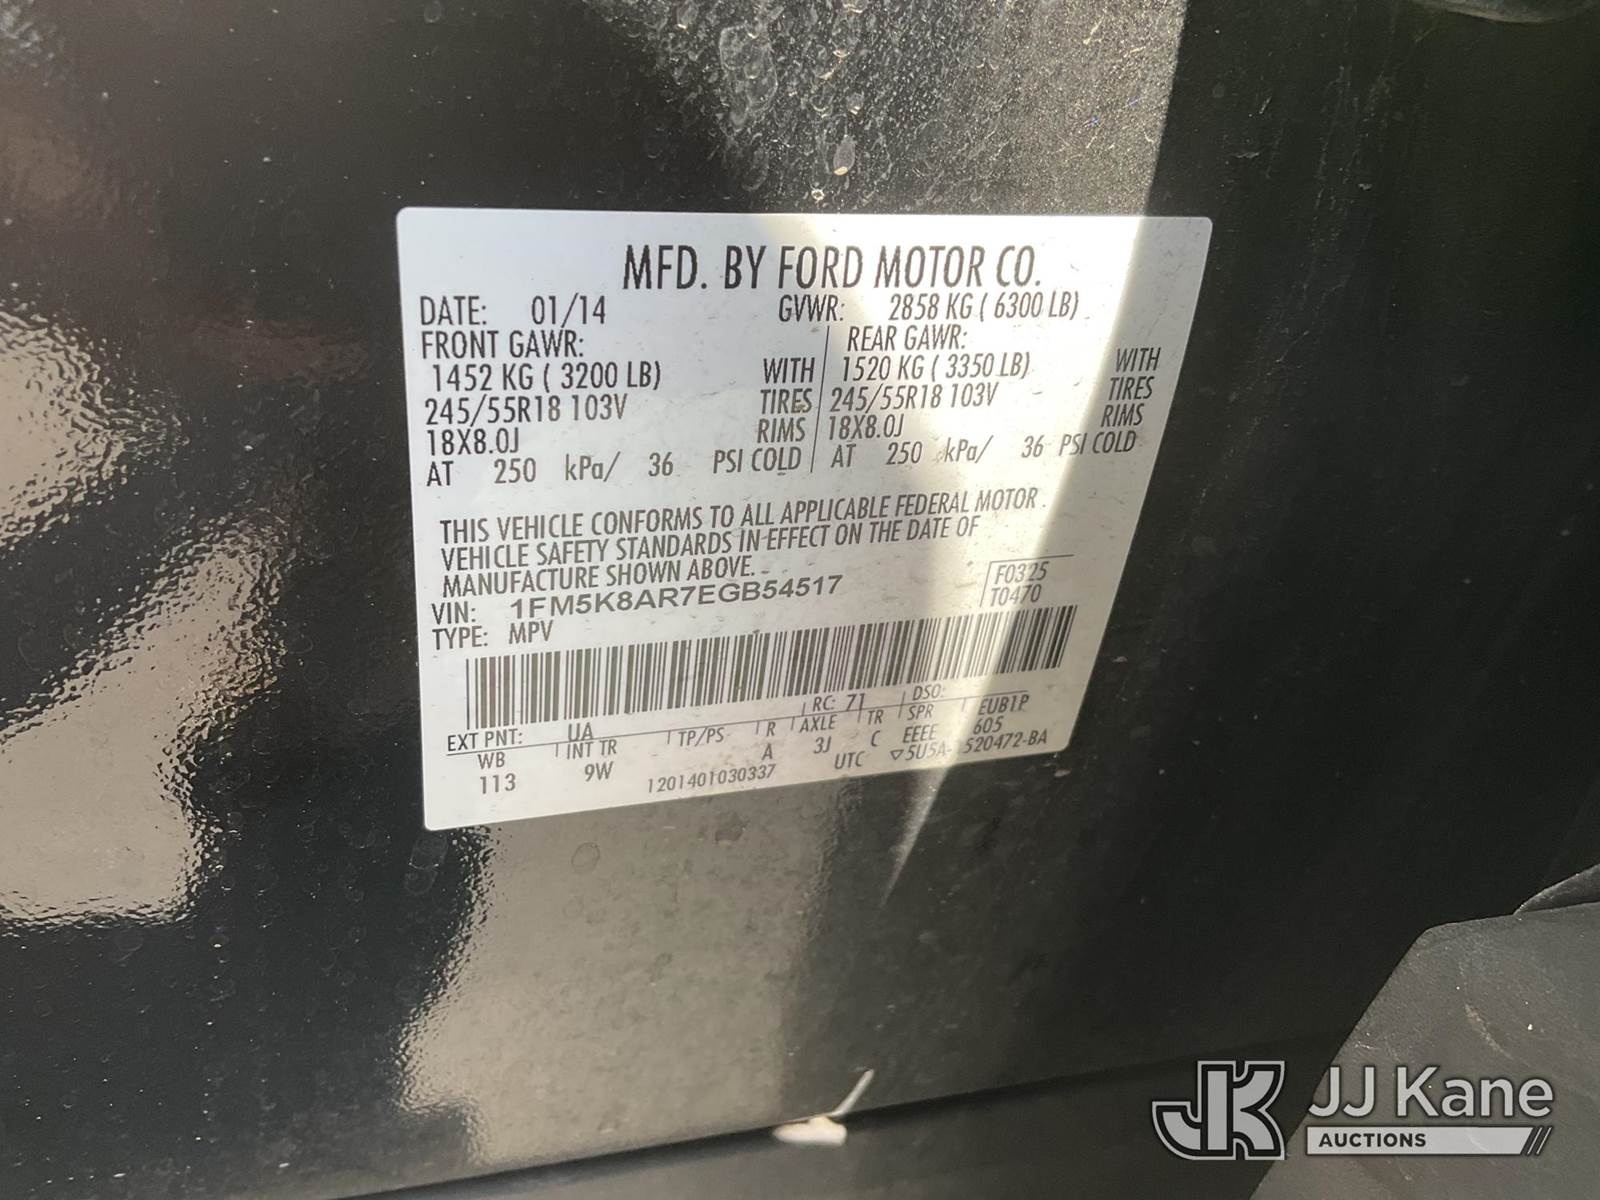 MFD. BY FORD MOTOR CO.
DATE: 01/14 GVWR: 2858 KG ( 6300 LB)
FRONT GAWR: REAR GAWR:
1452 KG ( 3200 LB) WITH 1520 KG ( 3350 LB) WITH
245/55R18 103V TIRES 245/55R18 103V TIRES
18X8.0J RIMS 18X8.0J RIMS
AT 250 kPa/ 36 PSI COLD AT 250 kPa/ 36 PSI COLD
THIS VEHICLE CONFORMS TO ALL APPLICABLE FEDERAL MOTOR
VEHICLE SAFETY STANDARDS IN EFFECT ON THE DATE OF
MANUFACTURE SHOWN ABOVE.
VIN: 1FM5K8AR7EGB54517 F0325
TYPE: MPV T0470
EXT PNT: UA RC: 71 DSO:
WB INT TR TP/PS R AXLE TR SPR EUB1P
113 9W A 3J C EEEE 605
1201401030337 UTC ▽5U5A- 520472-BA
JK JJ Kane
AUCTIONS